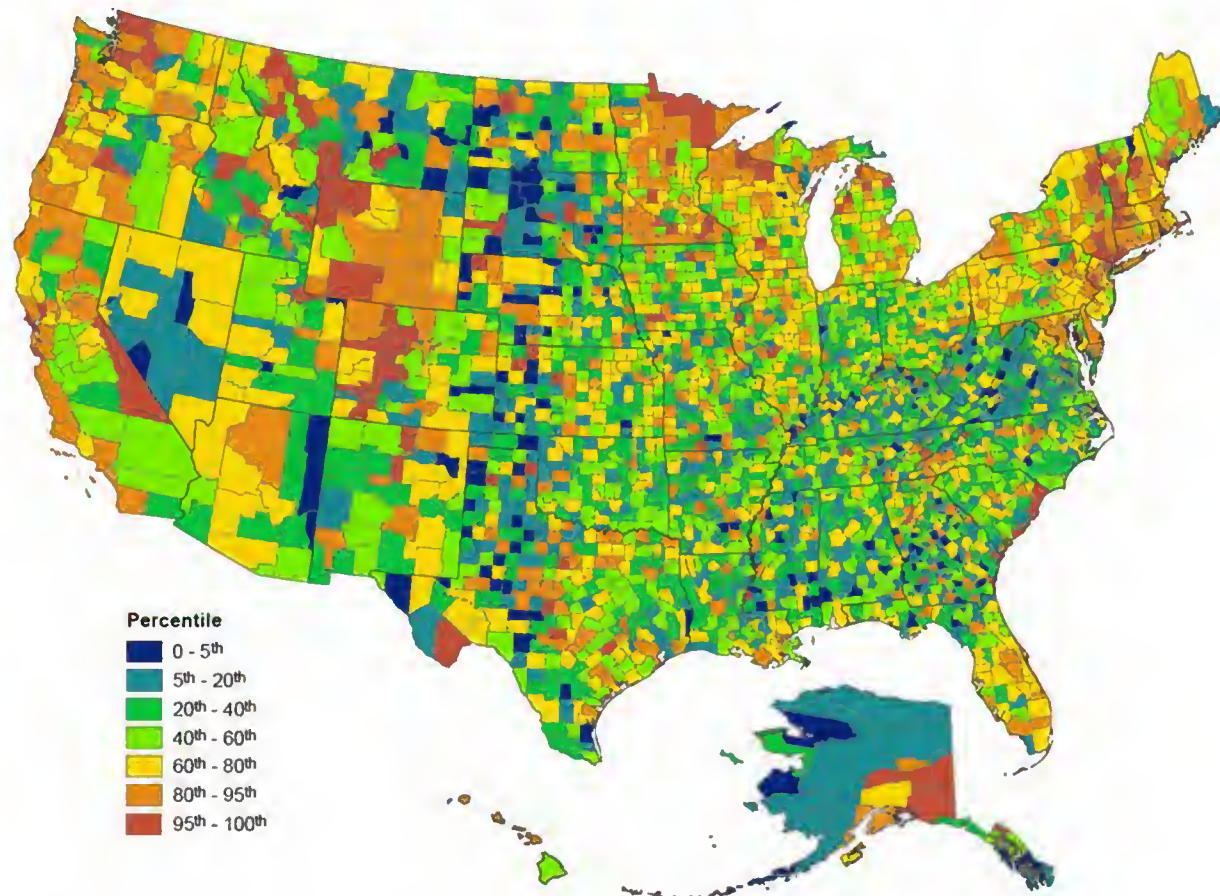 Percentile
0 - 5th
5th - 20th
20th - 40th
40th - 60th
60th - 80th
80th - 95th
95th - 100th